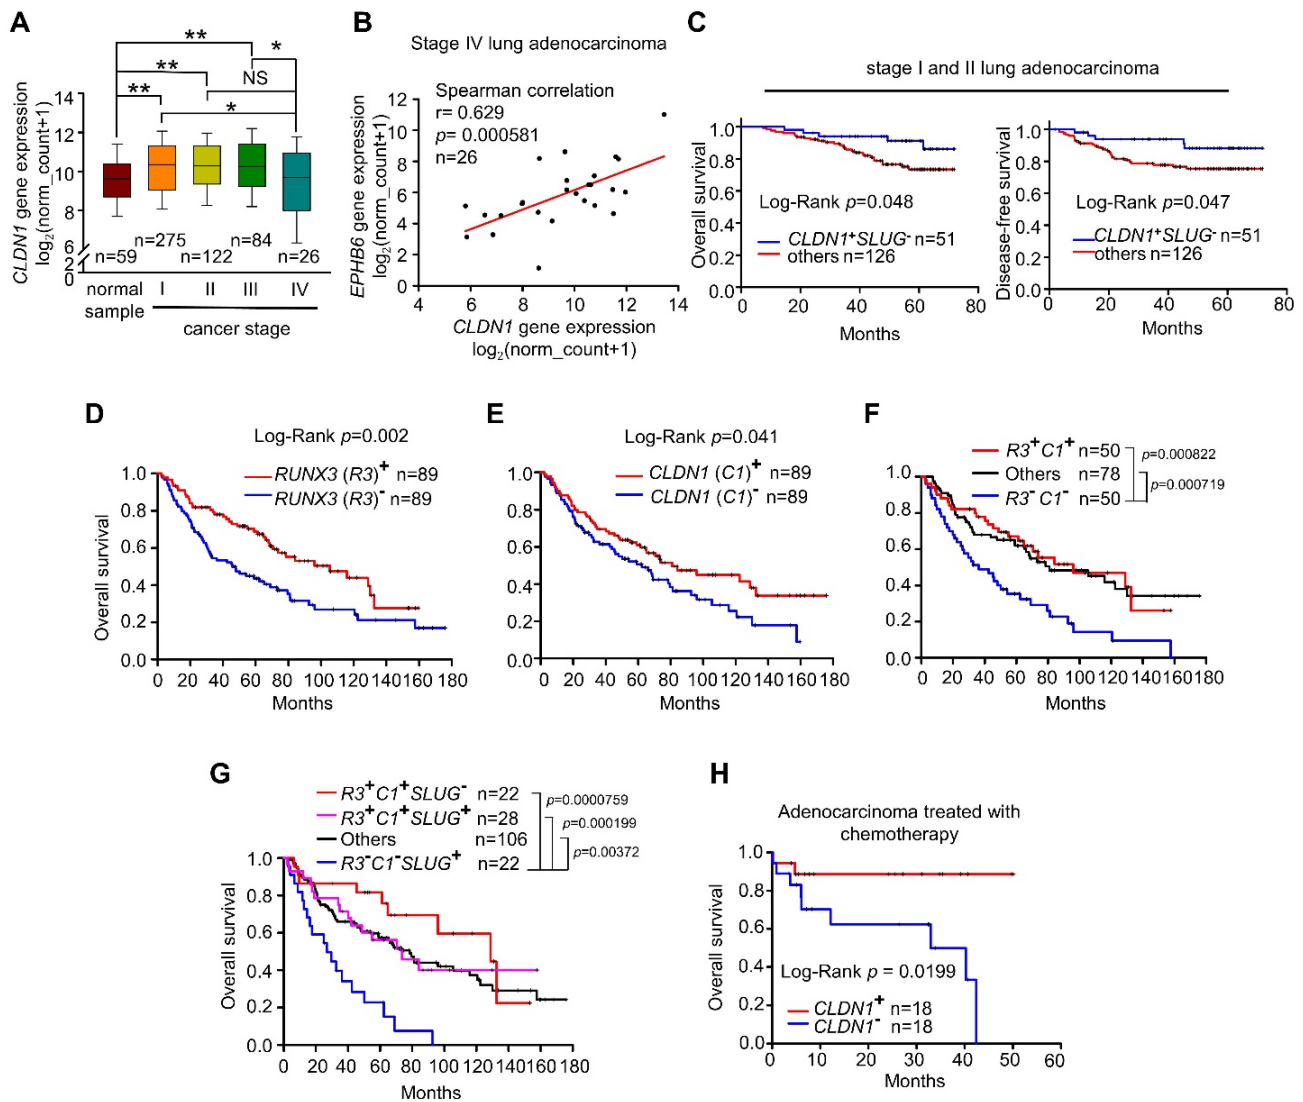 A
**
**
*
**
NS
**
*
CLDN1 gene expression
log2(norm_count+1)
14
12
10
8
6
2
0
n=59
n=275
n=122
n=84
n=26
normal
sample
I
II
III
IV
cancer stage
B
Stage IV lung adenocarcinoma
Spearman correlation
r= 0.629
p= 0.000581
n=26
EPHB6 gene expression
log2(norm_count+1)
12
10
8
6
4
2
0
4 6 8 10 12 14
CLDN1 gene expression
log2(norm_count+1)
C
stage I and II lung adenocarcinoma
Overall survival
1.0
0.8
0.6
0.4
0.2
0.0
Log-Rank p=0.048
CLDN1+SLUG- n=51
others n=126
0 20 40 60 80
Months
Disease-free survival
1.0
0.8
0.6
0.4
0.2
0.0
Log-Rank p=0.047
CLDN1+SLUG- n=51
others n=126
0 20 40 60 80
Months
D
Log-Rank p=0.002
RUNX3 (R3)+ n=89
RUNX3 (R3)- n=89
Overall survival
1.0
0.8
0.6
0.4
0.2
0.0
0 20 40 60 80 100 120 140 160 180
Months
E
Log-Rank p=0.041
CLDN1 (C1)+ n=89
CLDN1 (C1)- n=89
Overall survival
1.0
0.8
0.6
0.4
0.2
0.0
0 20 40 60 80 100 120 140 160 180
Months
F
R3+C1+ n=50
Others n=78
R3-C1- n=50
p=0.000822
p=0.000719
Overall survival
1.0
0.8
0.6
0.4
0.2
0.0
0 20 40 60 80 100 120 140 160 180
Months
G
R3+C1+SLUG- n=22
R3+C1+SLUG+ n=28
Others n=106
R3-C1-SLUG+ n=22
p=0.0000759
p=0.000199
p=0.00372
Overall survival
1.0
0.8
0.6
0.4
0.2
0.0
0 20 40 60 80 100 120 140 160 180
Months
H
Adenocarcinoma treated with
chemotherapy
Overall survival
1.0
0.8
0.6
0.4
0.2
0.0
Log-Rank p = 0.0199
CLDN1+ n=18
CLDN1- n=18
0 10 20 30 40 50 60
Months